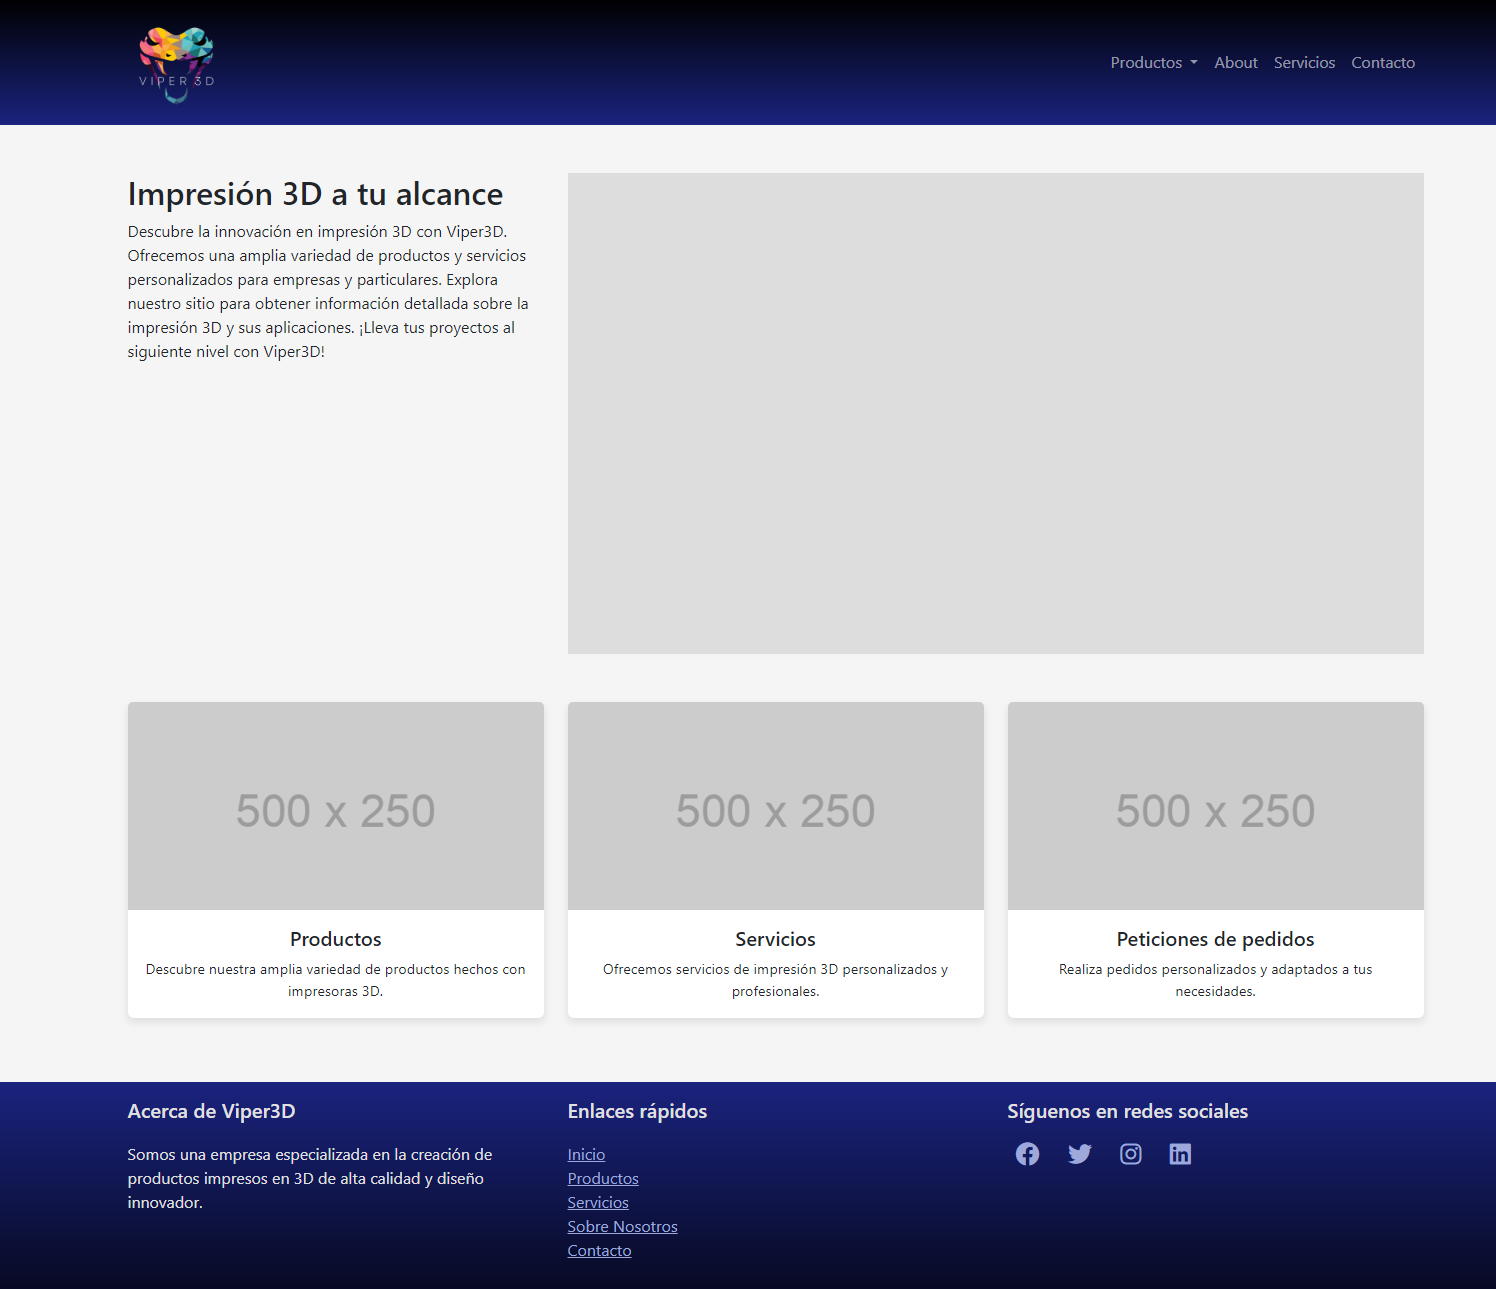 VIPER 3D
Productos
About
Servicios
Contacto
Impresión 3D a tu alcance
Descubre la innovación en impresión 3D con Viper3D.
Ofrecemos una amplia variedad de productos y servicios
personalizados para empresas y particulares. Explora
nuestro sitio para obtener información detallada sobre la
impresión 3D y sus aplicaciones. ¡Lleva tus proyectos al
siguiente nivel con Viper3D!
500 x 250
Productos
Descubre nuestra amplia variedad de productos hechos con
impresoras 3D.
500 x 250
Servicios
Ofrecemos servicios de impresión 3D personalizados y
profesionales.
500 x 250
Peticiones de pedidos
Realiza pedidos personalizados y adaptados a tus
necesidades.
Acerca de Viper3D
Somos una empresa especializada en la creación de
productos impresos en 3D de alta calidad y diseño
innovador.
Enlaces rápidos
Inicio
Productos
Servicios
Sobre Nosotros
Contacto
Síguenos en redes sociales